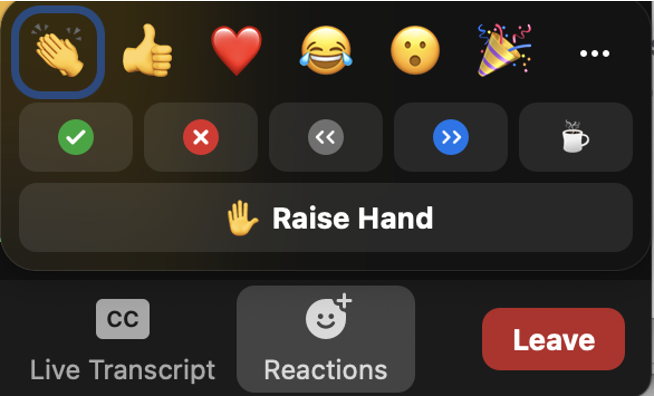 Raise Hand
CC
Live Transcript
Reactions
Leave